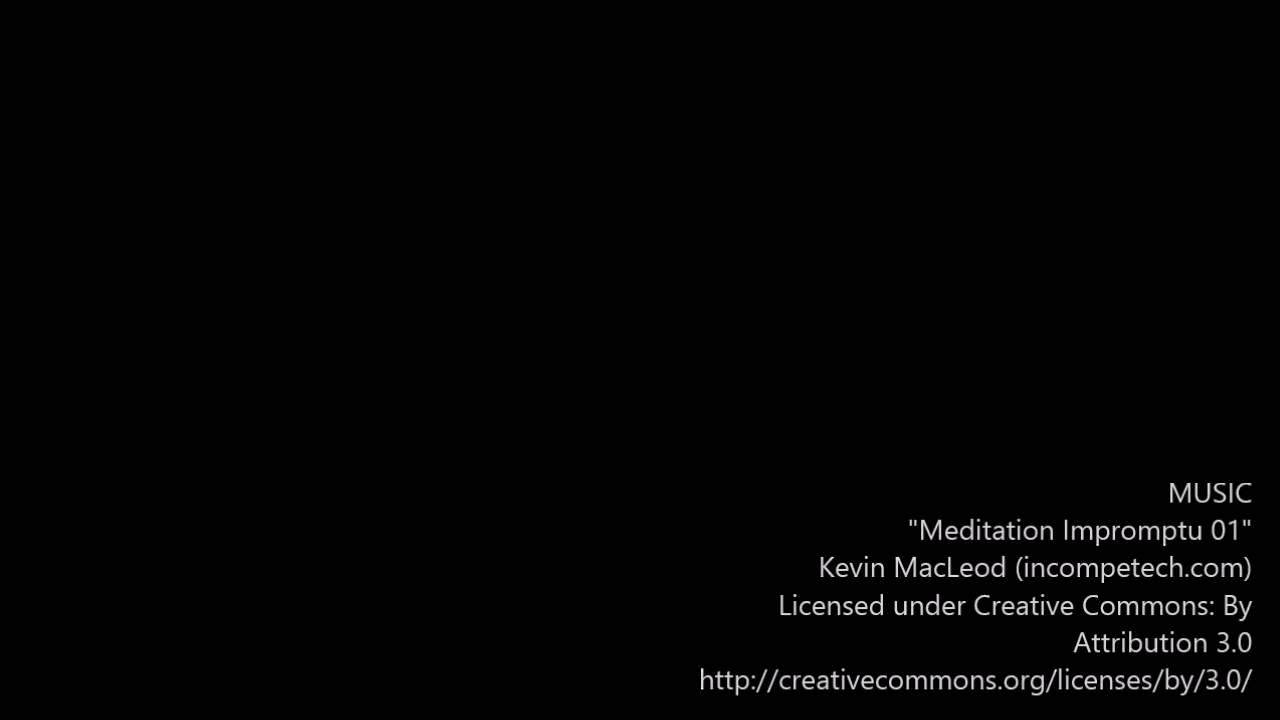 MUSIC
"Meditation Impromptu 01"
Kevin MacLeod (incompetech.com)
Licensed under Creative Commons: By
Attribution 3.0
http://creativecommons.org/licenses/by/3.0/